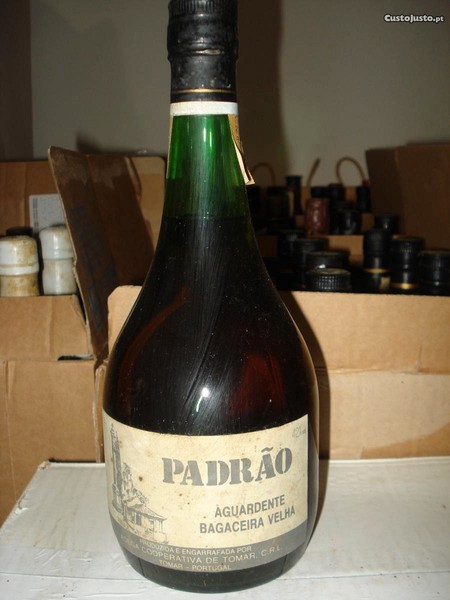 CustoJusto.pt
PADRÃO
AGUARDENTE
BAGACEIRA VELHA
PRODUZIDA E ENGARRAFADA POR
COOPERATIVA DE TOMAR, C.R.L.
TOMAR - PORTUGAL